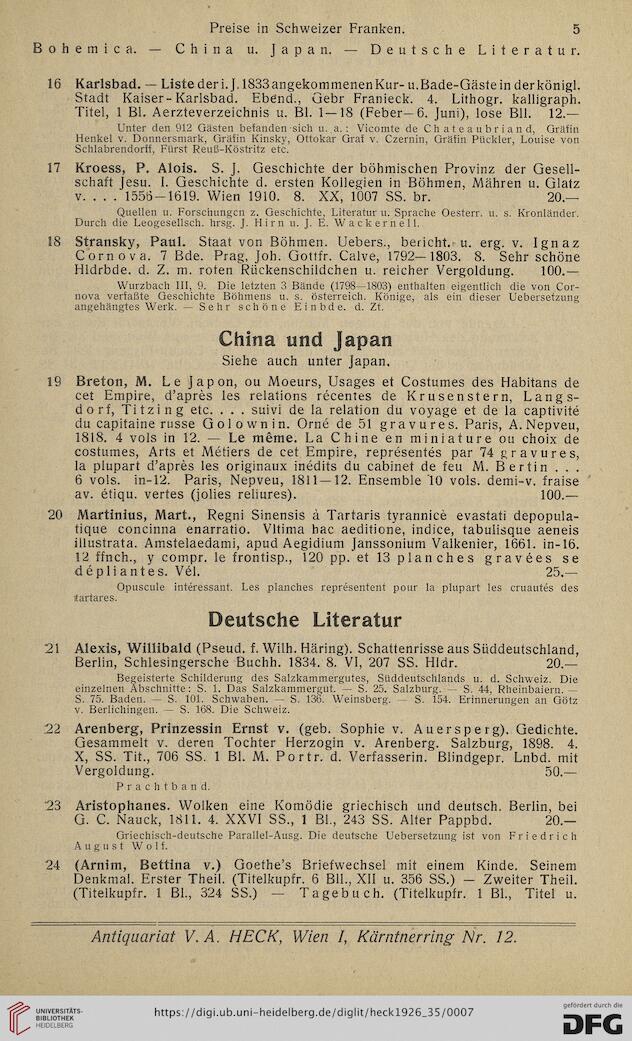 Preise in Schweizer Franken. 5
Bohemica. — China u. Japan. — Deutsche Literatur.
16 Karlsbad. — Liste der i. J. 1833 angekommenen Kur- u. Bade-Gäste in der königl.
Stadt Kaiser-Karlsbad. Ebend., Gebr Franieck. 4. Lithogr. kalligraph.
Titel, 1 Bl. Aerzteverzeichnis u. Bl. 1—18 (Feber—6. Juni), lose Bll. 12.—
Unter den 912 Gästen befanden sich u. a.: Vicomte de Chateaubriand, Gräfin
Henkel v. Donnersmark, Gräfin Kinsky, Ottokar Graf v. Czernin, Gräfin Pückler, Louise von
Schlabrendorff, Fürst Reuß-Köstritz etc.
17 Kroess, P. Alois. S. J. Geschichte der böhmischen Provinz der Gesell-
schaft Jesu. I. Geschichte d. ersten Kollegien in Böhmen, Mähren u. Glatz
v. . . . 1556—1619. Wien 1910. 8. XX, 1007 SS. br. 20.—
Quellen u. Forschungen z. Geschichte, Literatur u. Sprache Oesterr. u. s. Kronländer.
Durch die Leogesellsch. hrsg. J. Hirn u. J. E. Wackernell.
18 Stransky, Paul. Staat von Böhmen. Uebers., bericht. u. erg. v. Ignaz
Cornova. 7 Bde. Prag, Joh. Gottfr. Calve, 1792—1803. 8. Sehr schöne
Hldrbde. d. Z. m. roten Rückenschildchen u. reicher Vergoldung. 100.—
Wurzbach III, 9. Die letzten 3 Bände (1798—1803) enthalten eigentlich die von Cor-
nova verfaßte Geschichte Böhmens u. s. österreich. Könige, als ein dieser Uebersetzung
angehängtes Werk. — Sehr schöne Einbde. d. Zt.
China und Japan
Siehe auch unter Japan.
19 Breton, M. Le Japon, ou Moeurs, Usages et Costumes des Habitans de
cet Empire, d'après les relations récentes de Krusenstern, Langs-
dorf, Titzing etc. . . . suivi de la relation du voyage et de la captivité
du capitaine russe Golownin. Orné de 51 gravures. Paris, A. Nepveu,
1818. 4 vols in 12. — Le même. La Chine en miniature ou choix de
costumes, Arts et Métiers de cet Empire, représentés par 74 gravures,
la plupart d'après les originaux inédits du cabinet de feu M. Bertin . . .
6 vols. in-12. Paris, Nepveu, 1811—12. Ensemble 10 vols. demi-v. fraise
av. étiqu. vertes (jolies reliures). 100.—
20 Martinius, Mart., Regni Sinensis à Tartaris tyrannicè evastati depopula-
tique concinna enarratio. Vltima hac aeditione, indice, tabulisque aeneis
illustrata. Amstelaedami, apud Aegidium Janssonium Valkenier, 1661. in-16.
12 ffnch., y compr. le frontisp., 120 pp. et 13 planches gravées se
dépliantes. Vél. 25.—
Opuscule intéressant. Les planches représentent pour la plupart les cruautés des
tartares.
Deutsche Literatur
21 Alexis, Willibald (Pseud. f. Wilh. Häring). Schattenrisse aus Süddeutschland,
Berlin, Schlesingersche Buchh. 1834. 8. VI, 207 SS. Hldr. 20.—
Begeisterte Schilderung des Salzkammergutes, Süddeutschlands u. d. Schweiz. Die
einzelnen Abschnitte: S. 1. Das Salzkammergut. — S. 25. Salzburg. — S. 44. Rheinbaiern. —
S. 75. Baden. — S. 101. Schwaben. — S. 136. Weinsberg. — S. 154. Erinnerungen an Götz
v. Berlichingen. — S. 168. Die Schweiz.
22 Arenberg, Prinzessin Ernst v. (geb. Sophie v. Auersperg). Gedichte.
Gesammelt v. deren Tochter Herzogin v. Arenberg. Salzburg, 1898. 4.
X, SS. Tit., 706 SS. 1 Bl. M. Portr. d. Verfasserin. Blindgepr. Lnbd. mit
Vergoldung. 50.—
Prachtband.
23 Aristophanes. Wolken eine Komödie griechisch und deutsch. Berlin, bei
G. C. Nauck, 1811. 4. XXVI SS., 1 Bl., 243 SS. Alter Pappbd. 20.—
Griechisch-deutsche Parallel-Ausg. Die deutsche Uebersetzung ist von Friedrich
August Wolf.
24 (Arnim, Bettina v.) Goethe's Briefwechsel mit einem Kinde. Seinem
Denkmal. Erster Theil. (Titelkupfr. 6 Bll., XII u. 356 SS.) — Zweiter Theil.
(Titelkupfr. 1 Bl., 324 SS.) — Tagebuch. (Titelkupfr. 1 Bl., Titel u.
Antiquariat V. A. HECK, Wien I, Kärntnerring Nr. 12.
UNIVERSITÄTS-
BIBLIOTHEK
HEIDELBERG
https://digi.ub.uni-heidelberg.de/diglit/heck1926_35/0007
gefördert durch die
DFG